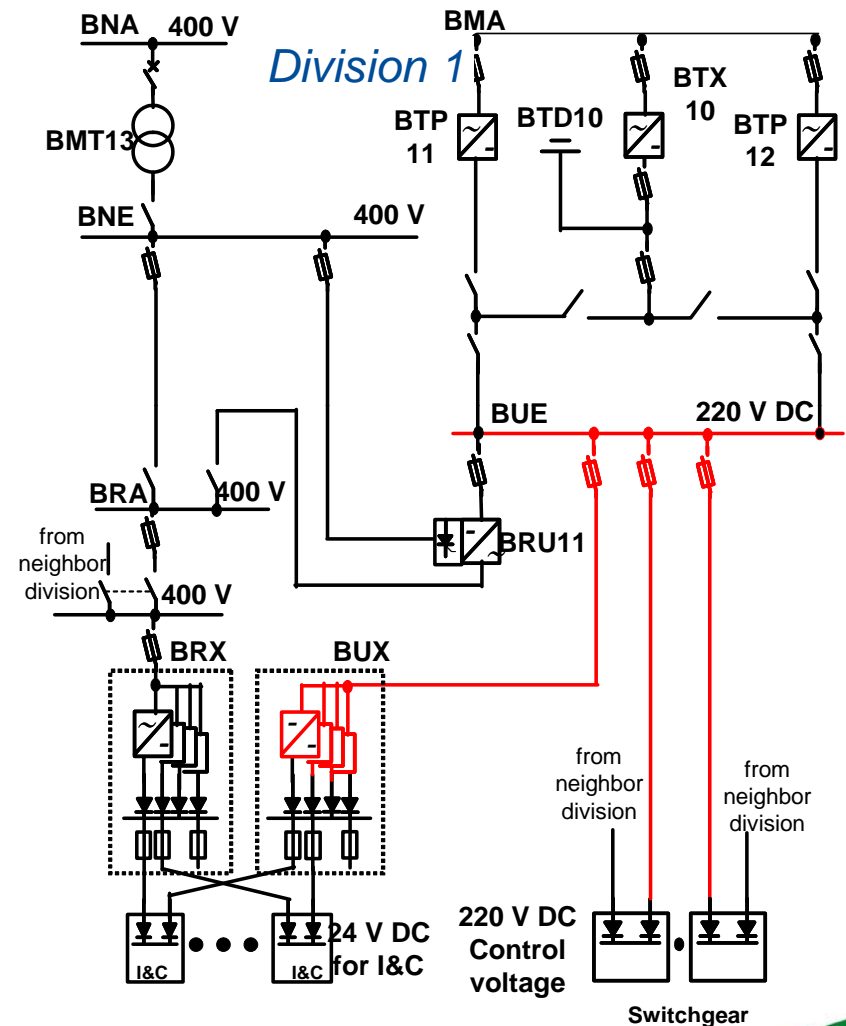 BNA 400 V
BMA
Division 1
BTX
10
BTP
11
BTD10
BTP
12
BMT13
BNE
400 V
BUE
220 V DC
BRA
400 V
BRU11
from
neighbor
division
400 V
BRX
BUX
from
neighbor
division
from
neighbor
division
24 V DC
for I&C
I&C
I&C
220 V DC
Control
voltage
Switchgear